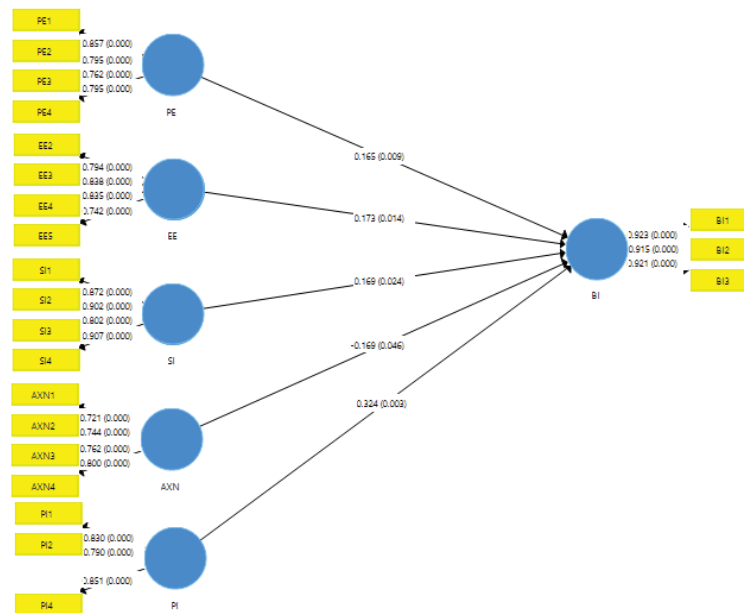 PE1
PE2
PE3
PE4
0.857 (0.000)
0.795 (0.000)
0.762 (0.000)
0.795 (0.000)
PE
0.165 (0.009)
EE2
EE3
EE4
EE5
0.794 (0.000)
0.838 (0.000)
0.835 (0.000)
0.742 (0.000)
EE
0.173 (0.014)
SI1
SI2
SI3
SI4
0.872 (0.000)
0.902 (0.000)
0.802 (0.000)
0.907 (0.000)
SI
0.169 (0.024)
AXN1
AXN2
AXN3
AXN4
0.721 (0.000)
0.744 (0.000)
0.762 (0.000)
0.800 (0.000)
AXN
-0.169 (0.046)
PI1
PI2
PI4
0.830 (0.000)
0.790 (0.000)
0.851 (0.000)
PI
0.324 (0.003)
BI
0.923 (0.000)
0.915 (0.000)
0.921 (0.000)
BI1
BI2
BI3